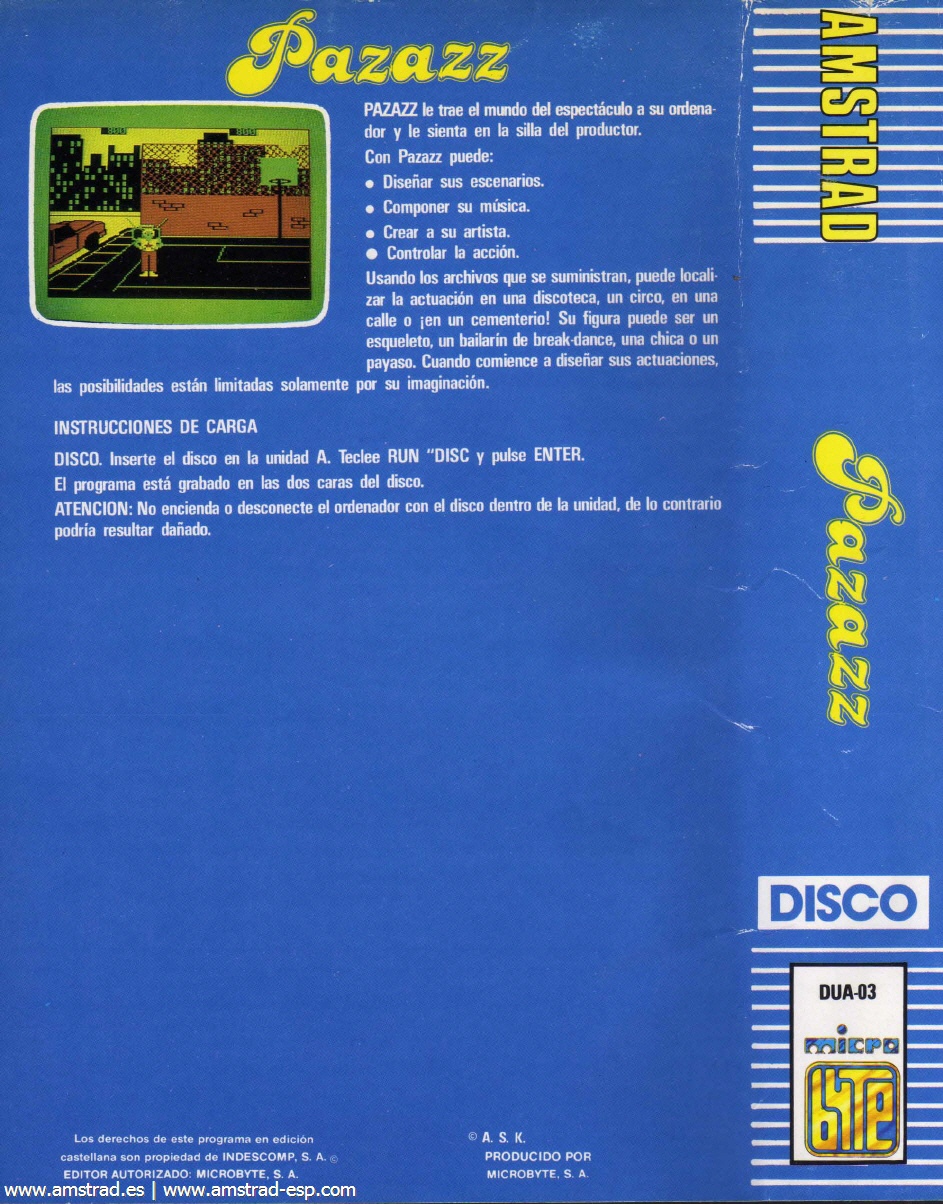 Pazazz
PAZAZZ le trae el mundo del espectáculo a su ordena-
dor y le sienta en la silla del productor.
Con Pazazz puede:
● Diseñar sus escenarios.
● Componer su música.
● Crear a su artista.
● Controlar la acción.
Usando los archivos que se suministran, puede locali-
zar la actuación en una discoteca, un circo, en una
calle o ¡en un cementerio! Su figura puede ser un
esqueleto, un bailarín de break-dance, una chica o un
payaso. Cuando comience a diseñar sus actuaciones,
las posibilidades están limitadas solamente por su imaginación.
INSTRUCCIONES DE CARGA
DISCO. Inserte el disco en la unidad A. Teclee RUN "DISC y pulse ENTER.
El programa está grabado en las dos caras del disco.
ATENCION: No encienda o desconecte el ordenador con el disco dentro de la unidad, de lo contrario
podría resultar dañado.
Los derechos de este programa en edición
castellana son propiedad de INDESCOMP, S. A. ©
EDITOR AUTORIZADO: MICROBYTE, S. A.
© A. S. K.
PRODUCIDO POR
MICROBYTE, S. A.
www.amstrad.es | www.amstrad-esp.com
AMSTRAD
Pazazz
DISCO
DUA-03
micro
byte